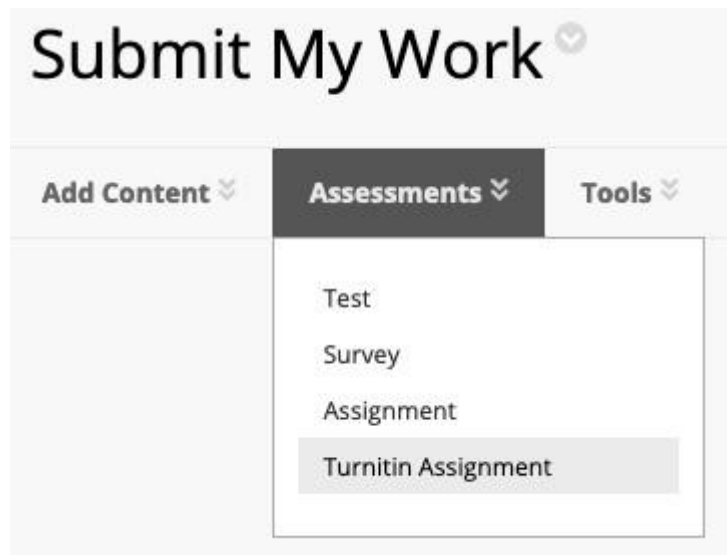 Submit My Work
Add Content Assessments Tools
Test
Survey
Assignment
Turnitin Assignment